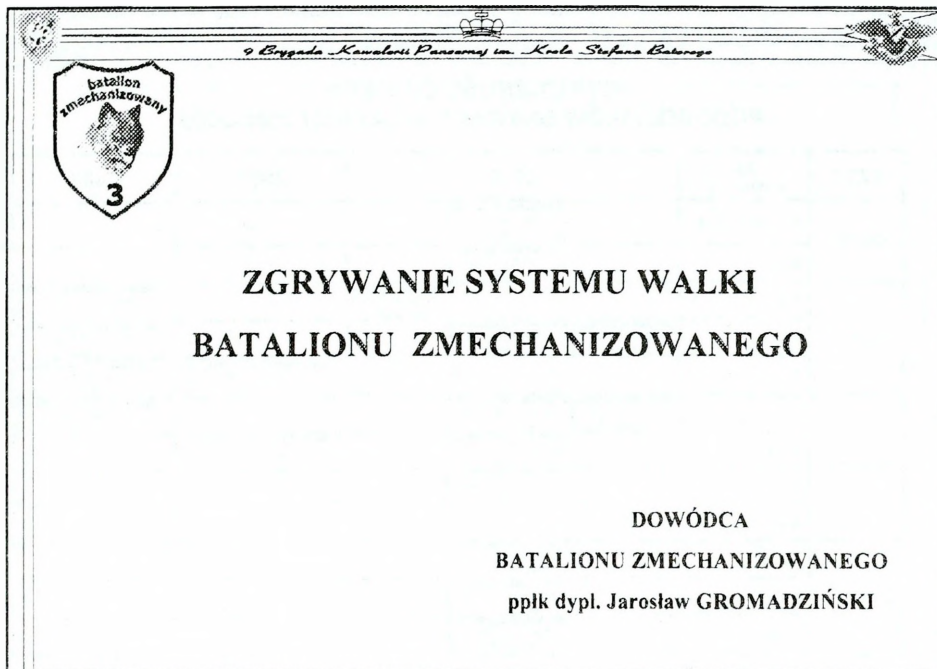 9 Brygada Kawalerii Pancernej im. Króla Stefana Batorego
batalion
zmechanizowany
3
ZGRYWANIE SYSTEMU WALKI
BATALIONU ZMECHANIZOWANEGO
DOWÓDCA
BATALIONU ZMECHANIZOWANEGO
ppłk dypl. Jarosław GROMADZIŃSKI